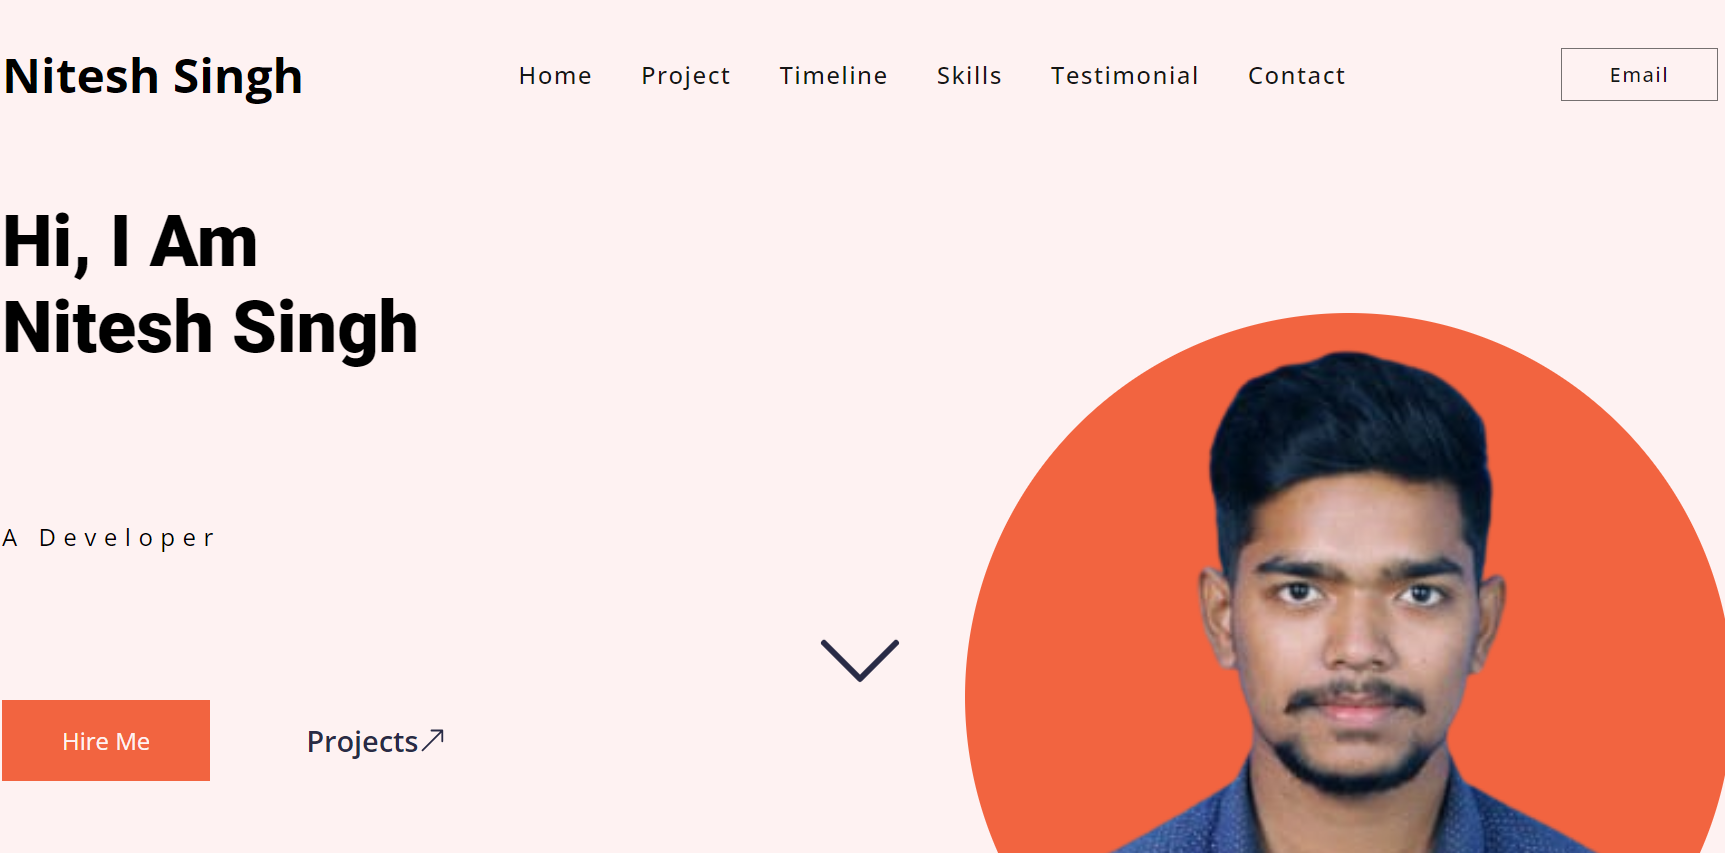 Nitesh Singh
Home Project Timeline Skills Testimonial Contact
Email
Hi, I Am
Nitesh Singh
A Developer
Hire Me
Projects